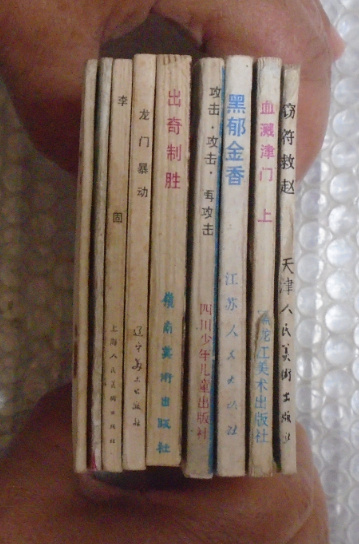 李 固
上海人民美术出版社
龙门暴动
辽宁美术出版社
出奇制胜
岭南美術出版社
攻击·攻击·再攻击
四川少年儿童出版社
黑郁金香
江苏人民出版社
血溅津门 上
黑龙江美术出版社
窃符救赵
天津人民美術出版社